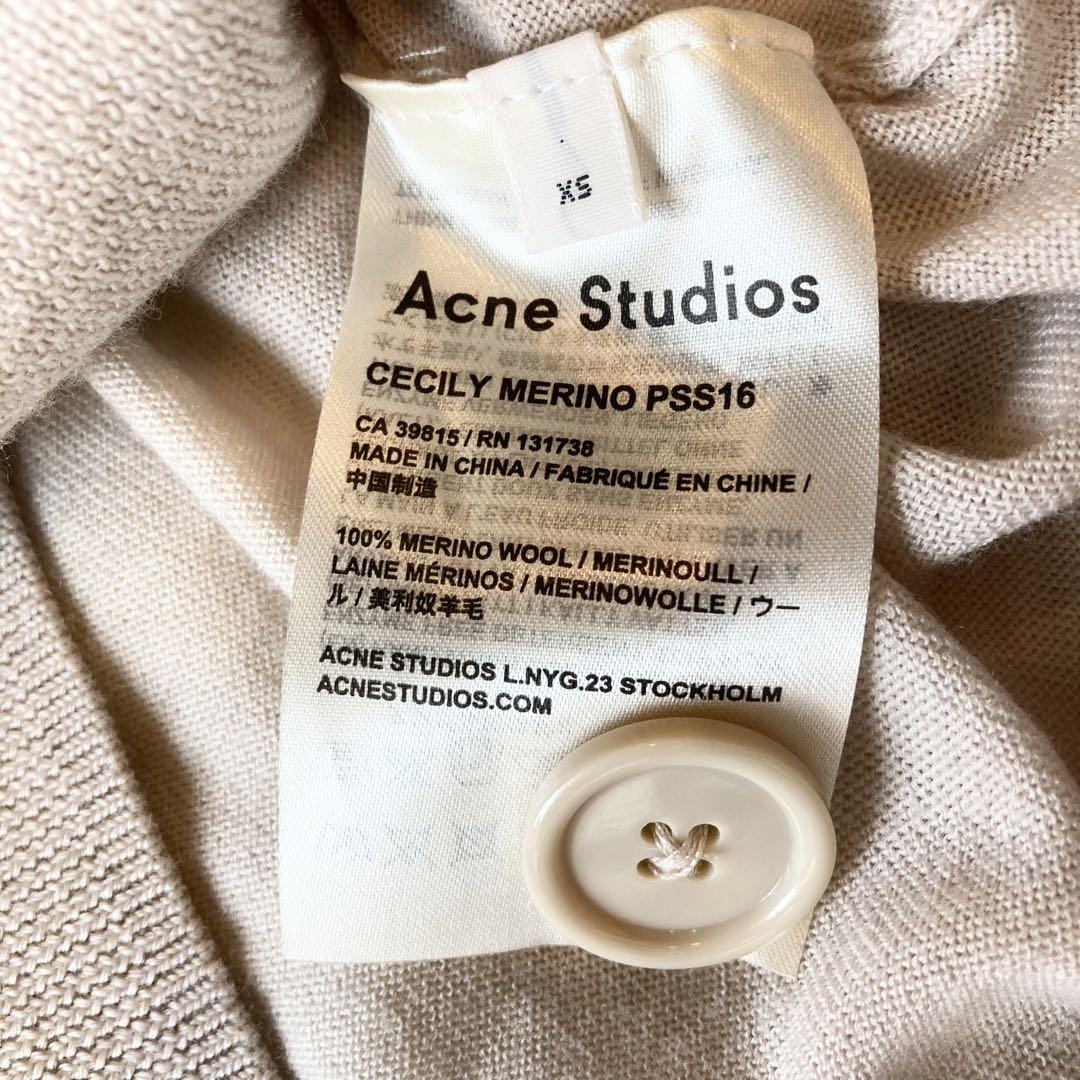 XS
Acne Studios
CECILY MERINO PSS16
CA 39815 / RN 131738
MADE IN CHINA / FABRIQUÉ EN CHINE /
中国制造
100% MERINO WOOL / MERINOULL /
LAINE MÉRINOS / MERINOWOLLE / ウー
ル / 美利奴羊毛
ACNE STUDIOS L.NYG.23 STOCKHOLM
ACNESTUDIOS.COM